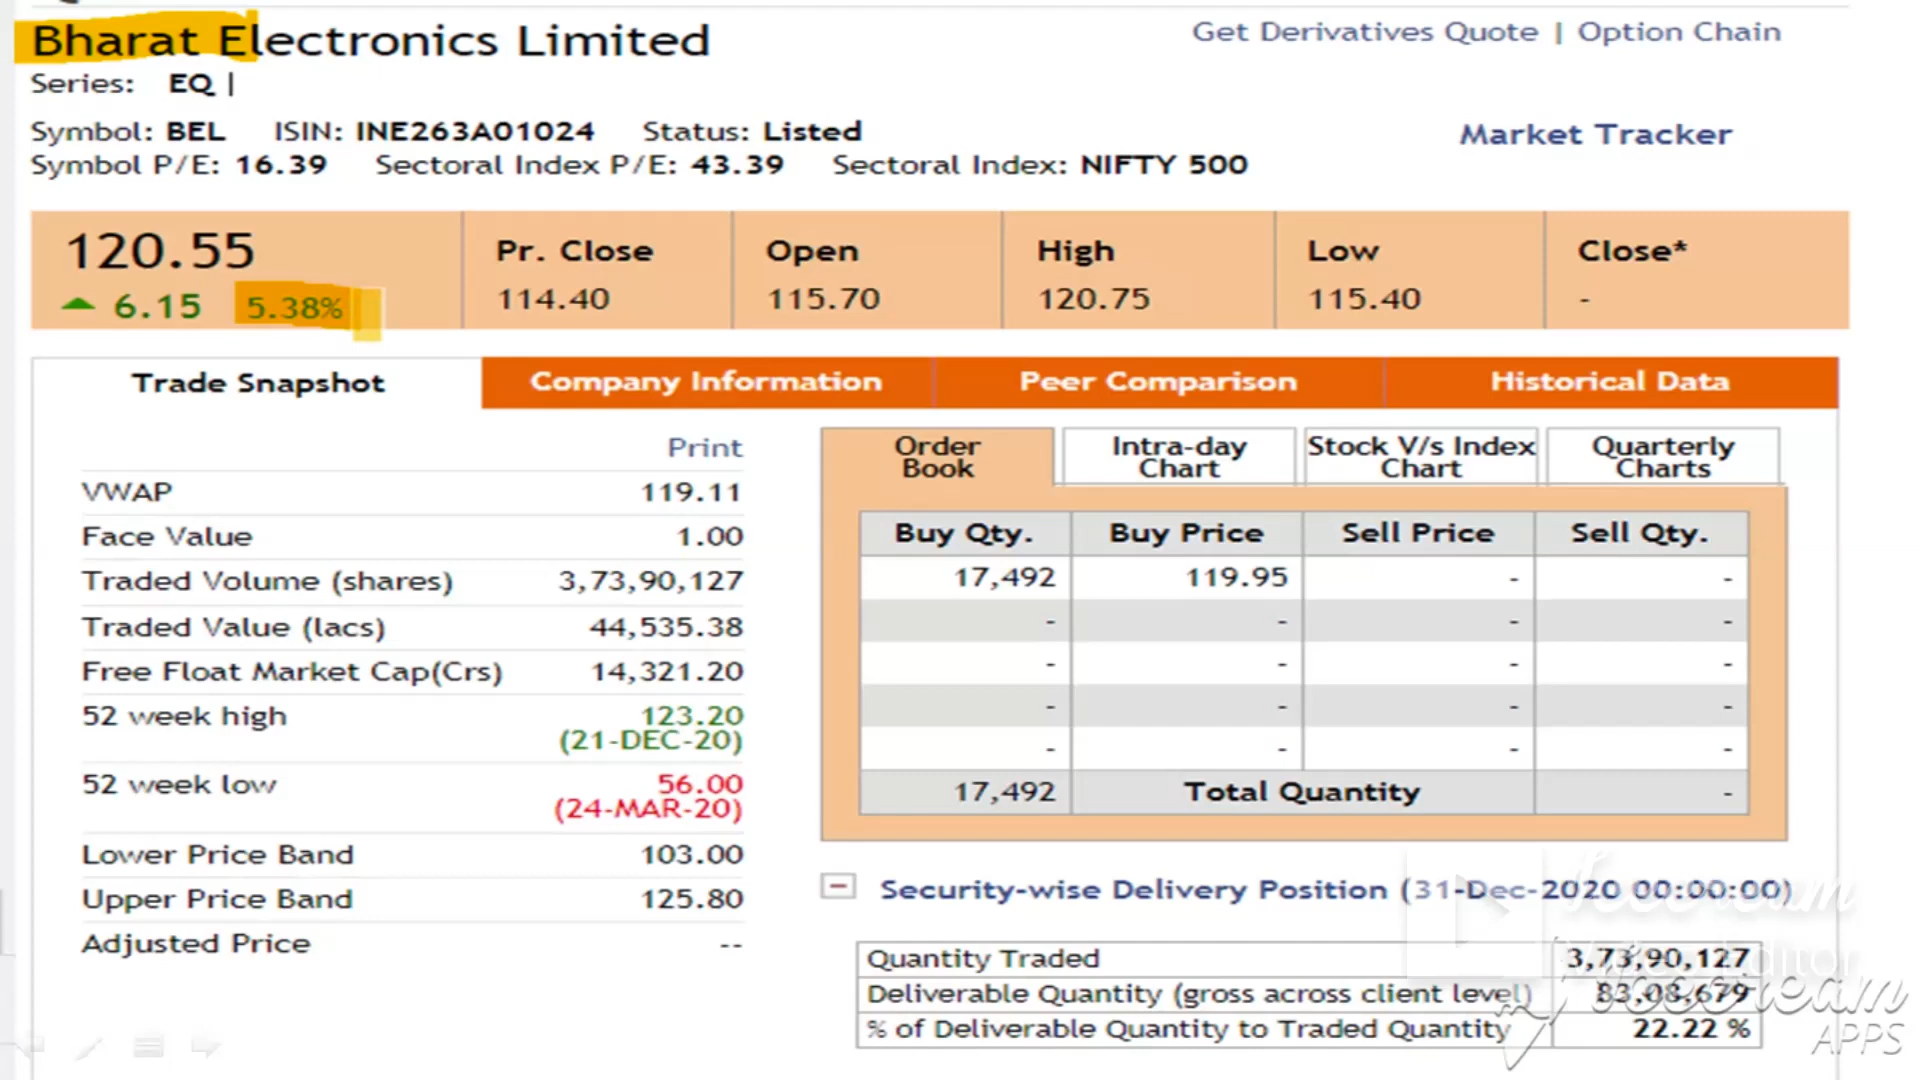 Bharat Electronics Limited
Get Derivatives Quote | Option Chain
Series: EQ |
Symbol: BEL ISIN: INE263A01024 Status: Listed
Market Tracker
Symbol P/E: 16.39 Sectoral Index P/E: 43.39 Sectoral Index: NIFTY 500
120.55
6.15 5.38%
Pr. Close Open High Low Close*
114.40 115.70 120.75 115.40 -
Trade Snapshot Company Information Peer Comparison Historical Data
Print
VWAP 119.11
Face Value 1.00
Traded Volume (shares) 3,73,90,127
Traded Value (lacs) 44,535.38
Free Float Market Cap(Crs) 14,321.20
52 week high 123.20
(21-DEC-20)
52 week low 56.00
(24-MAR-20)
Lower Price Band 103.00
Upper Price Band 125.80
Adjusted Price --
Order Book
Intra-day Chart
Stock V/s Index Chart
Quarterly Charts
Buy Qty. Buy Price Sell Price Sell Qty.
17,492 119.95 - -
- - - -
- - - -
- - - -
- - - -
17,492 Total Quantity -
Security-wise Delivery Position (31-Dec-2020 00:00:00)
Quantity Traded 3,73,90,127
Deliverable Quantity (gross across client level) 83,08,679
% of Deliverable Quantity to Traded Quantity 22.22 %
Editor
APPS